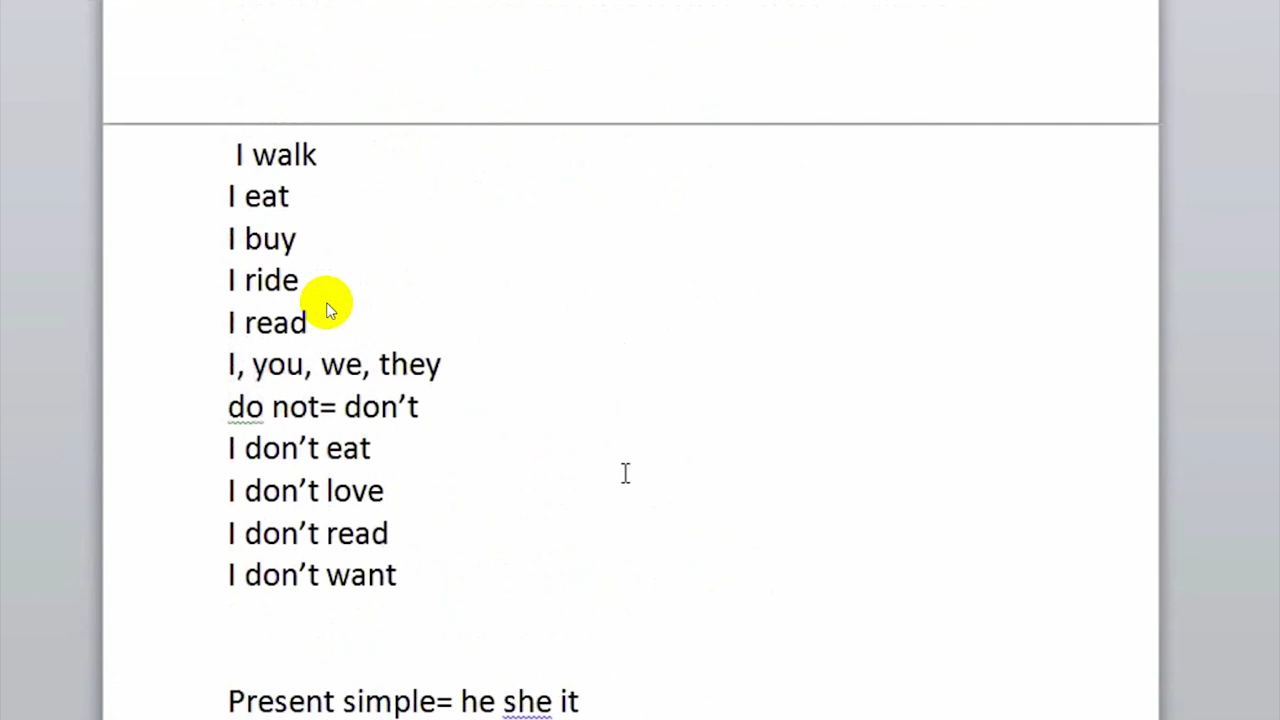 I walk
I eat
I buy
I ride
I read
I, you, we, they
do not= don’t
I don’t eat
I don’t love
I don’t read
I don’t want
Present simple= he she it